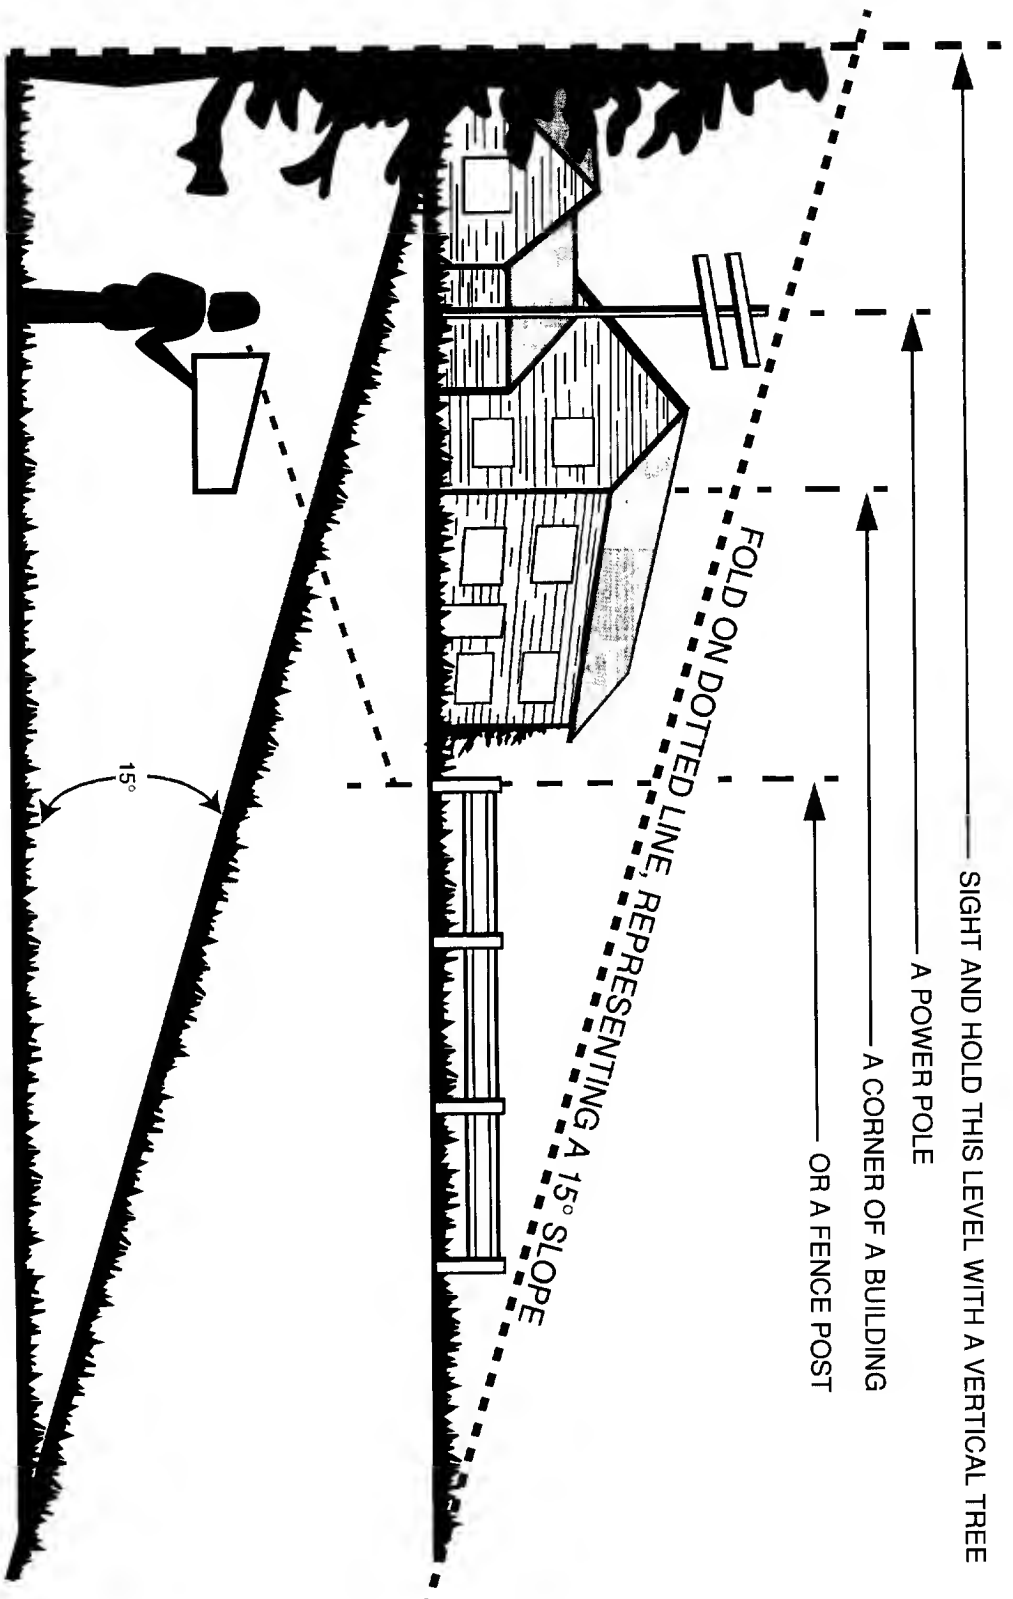 SIGHT AND HOLD THIS LEVEL WITH A VERTICAL TREE
A POWER POLE
A CORNER OF A BUILDING
OR A FENCE POST
FOLD ON DOTTED LINE, REPRESENTING A 15° SLOPE
15°